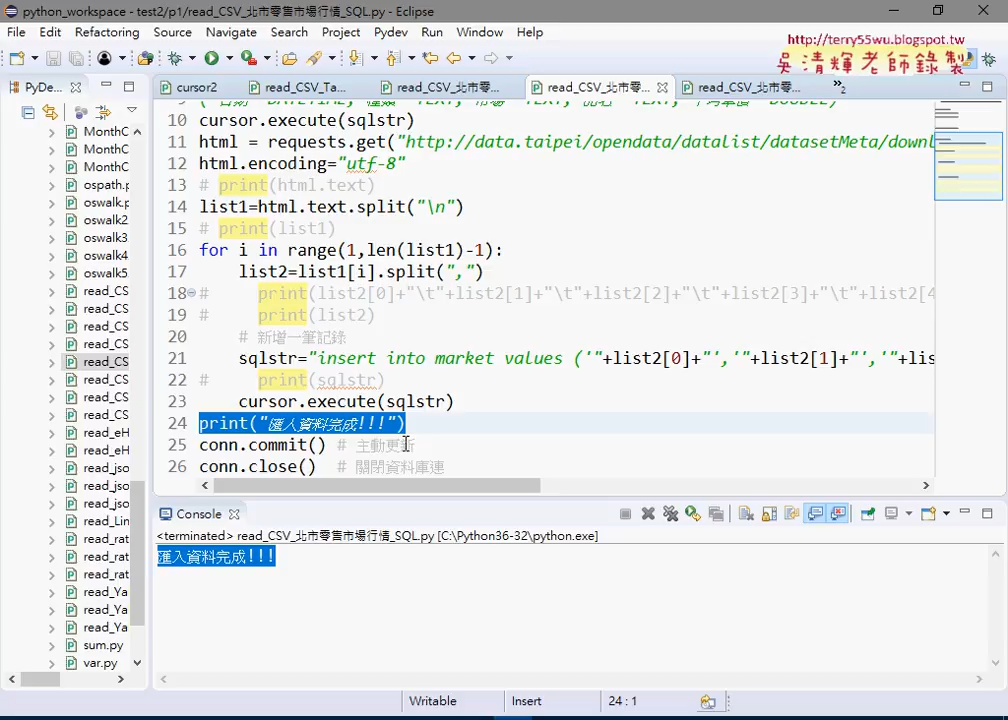 python_workspace - test2/p1/read_CSV_北市零售市場行情_SQL.py - Eclipse
File Edit Refactoring Source Navigate Search Project Pydev Run Window Help
http://terry55wu.blogspot.tw
吳清輝老師錄製
PyDe...
cursor2 read_CSV_Ta... read_CSV_北市零... read_CSV_北市零... read_CSV_北市零... »2
10 cursor.execute(sqlstr)
11 html = requests.get("http://data.taipei/opendata/datalist/datasetMeta/downl
12 html.encoding="utf-8"
13 # print(html.text)
14 list1=html.text.split("\n")
15 # print(list1)
16 for i in range(1,len(list1)-1):
17 list2=list1[i].split(",")
18 # print(list2[0]+"\t"+list2[1]+"\t"+list2[2]+"\t"+list2[3]+"\t"+list2[4
19 # print(list2)
20 # 新增一筆記錄
21 sqlstr="insert into market values ('"+list2[0]+"','"+list2[1]+"','"+lis
22 # print(sqlstr)
23 cursor.execute(sqlstr)
24 print("匯入資料完成!!!")
25 conn.commit() # 主動更新
26 conn.close() # 關閉資料庫連
MonthC
MonthC
MonthC
ospath.
oswalk.
oswalk2
oswalk3
oswalk4
oswalk5
read_CS
read_CS
read_CS
read_CS
read_CS
read_CS
read_CS
read_CS
read_eH
read_eH
read_jso
read_jso
read_jso
read_Lin
read_rat
read_rat
read_rat
read_Ya
read_Ya
read_Ya
sum.py
var.py
Console
<terminated> read_CSV_北市零售市場行情_SQL.py [C:\Python36-32\python.exe]
匯入資料完成!!!
Writable Insert 24 : 1